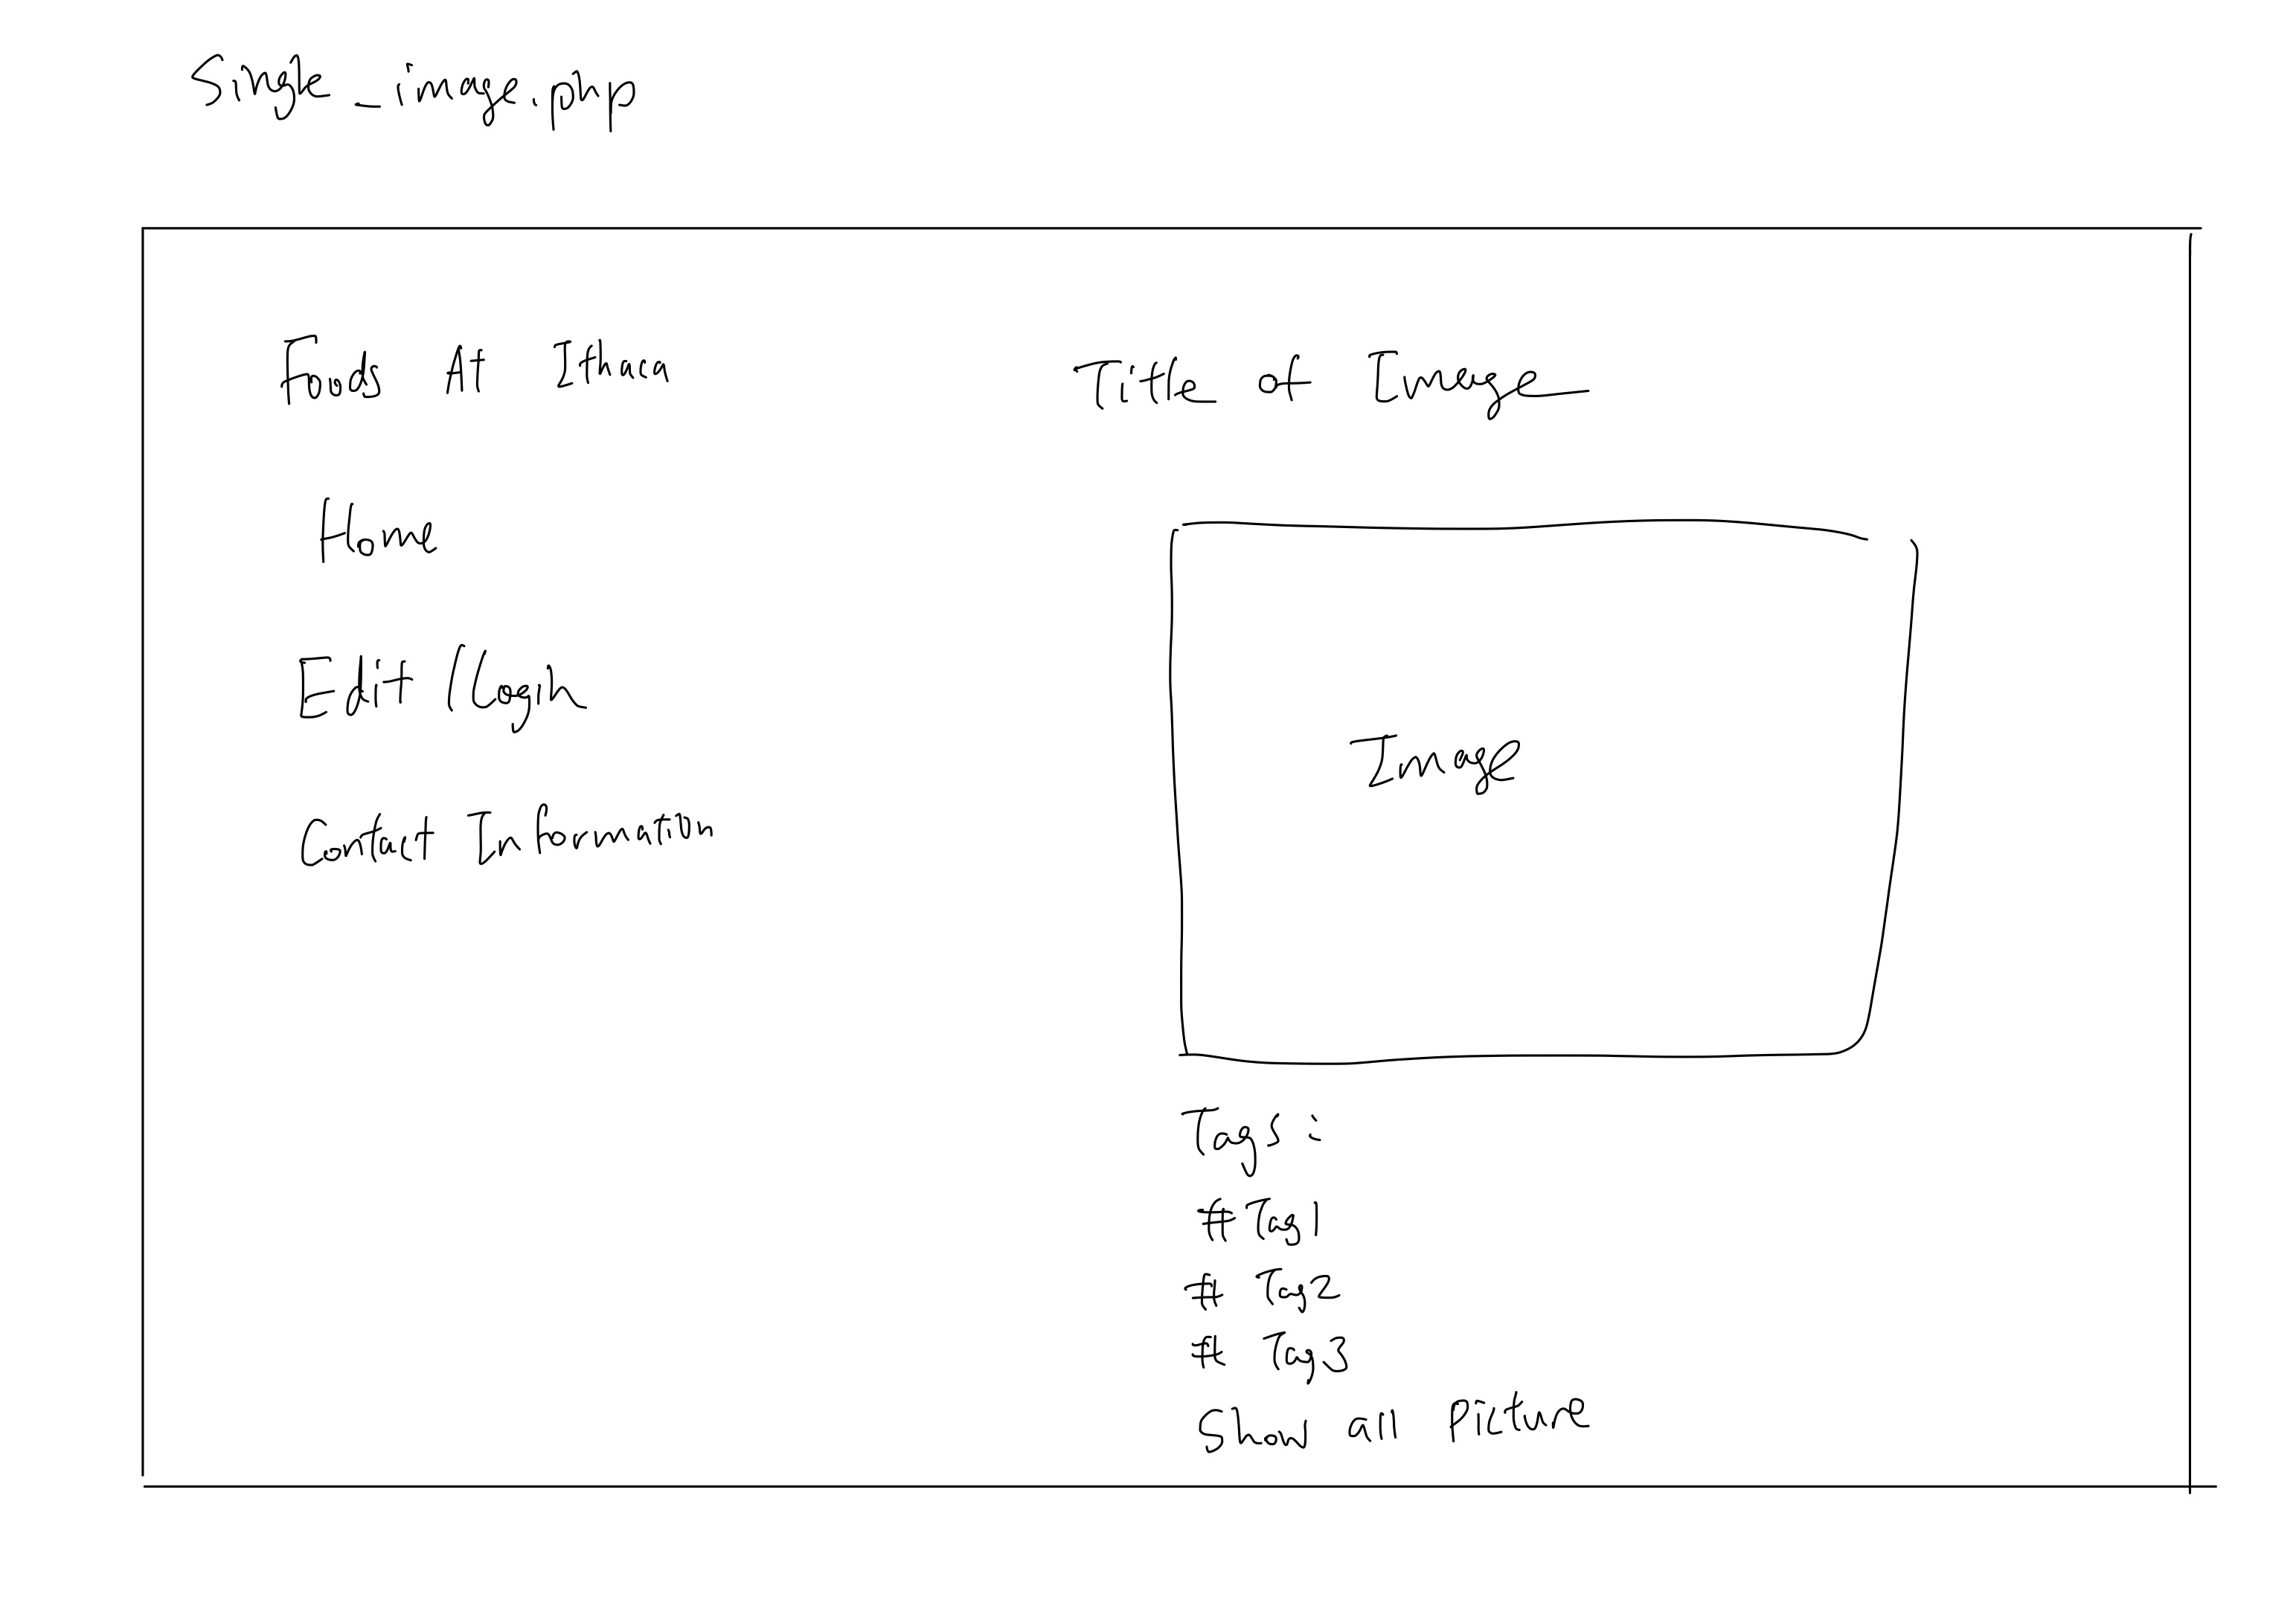 Single_image.php
Foods At Ithaca
Home
Edit /Login
Contact Information
Title of Image
Image
Tags:
#Tag1
# Tag2
# Tag3
Show all Picture